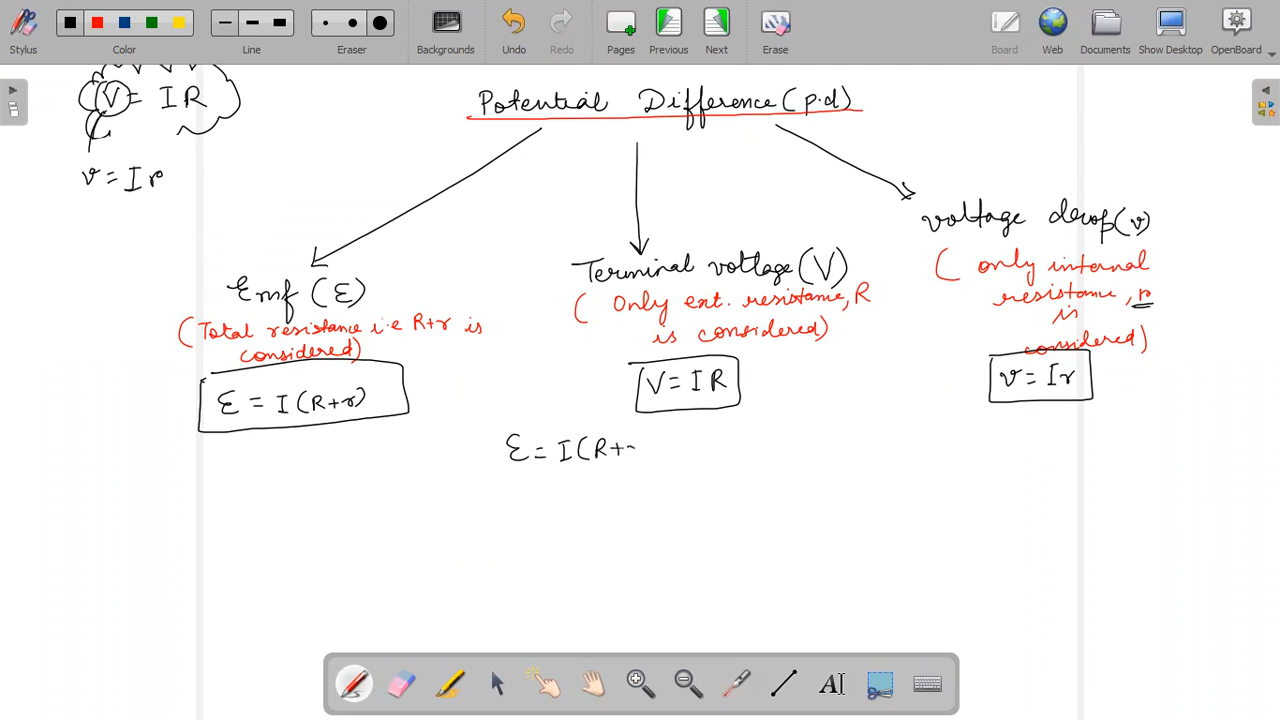 Stylus
Color
Line
Eraser
Backgrounds
Undo
Redo
Pages
Previous
Next
Erase
Board
Web
Documents
Show Desktop
OpenBoard
V = IR
v = Ir
Potential Difference (p.d)
Emf (ε)
(Total resistance i.e R+r is
considered)
ε = I(R+r)
Terminal voltage (V)
( Only ext. resistance, R
is considered)
V = IR
voltage drop (v)
( only internal
resistance, r
is
considered)
v = Ir
ε = I(R+